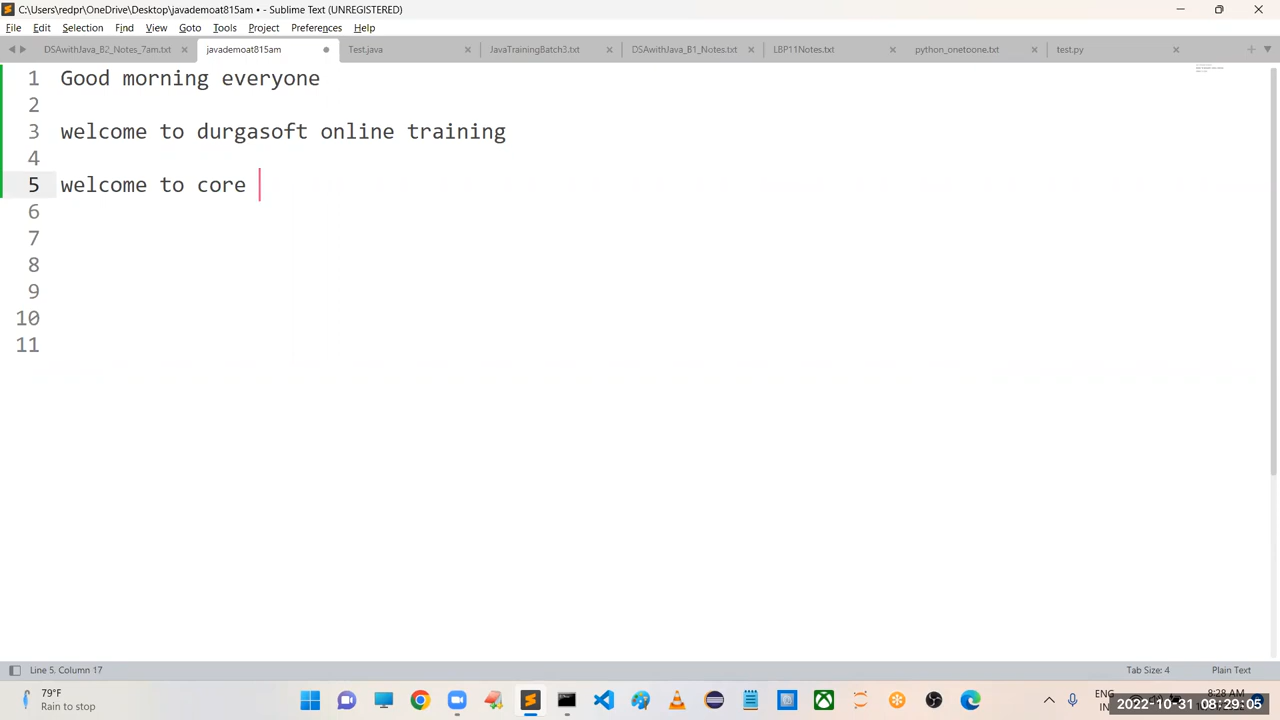 C:\Users\redpr\OneDrive\Desktop\javademoat815am • - Sublime Text (UNREGISTERED)
File Edit Selection Find View Goto Tools Project Preferences Help
DSAwithJava_B2_Notes_7am.txt javademoat815am Test.java JavaTrainingBatch3.txt DSAwithJava_B1_Notes.txt LBP11Notes.txt python_onetoone.txt test.py
1 Good morning everyone
2
3 welcome to durgasoft online training
4
5 welcome to core
6
7
8
9
10
11
Line 5, Column 17 Tab Size: 4 Plain Text
79°F
Rain to stop
ENG
8:28 AM
2022-10-31 08:29:05